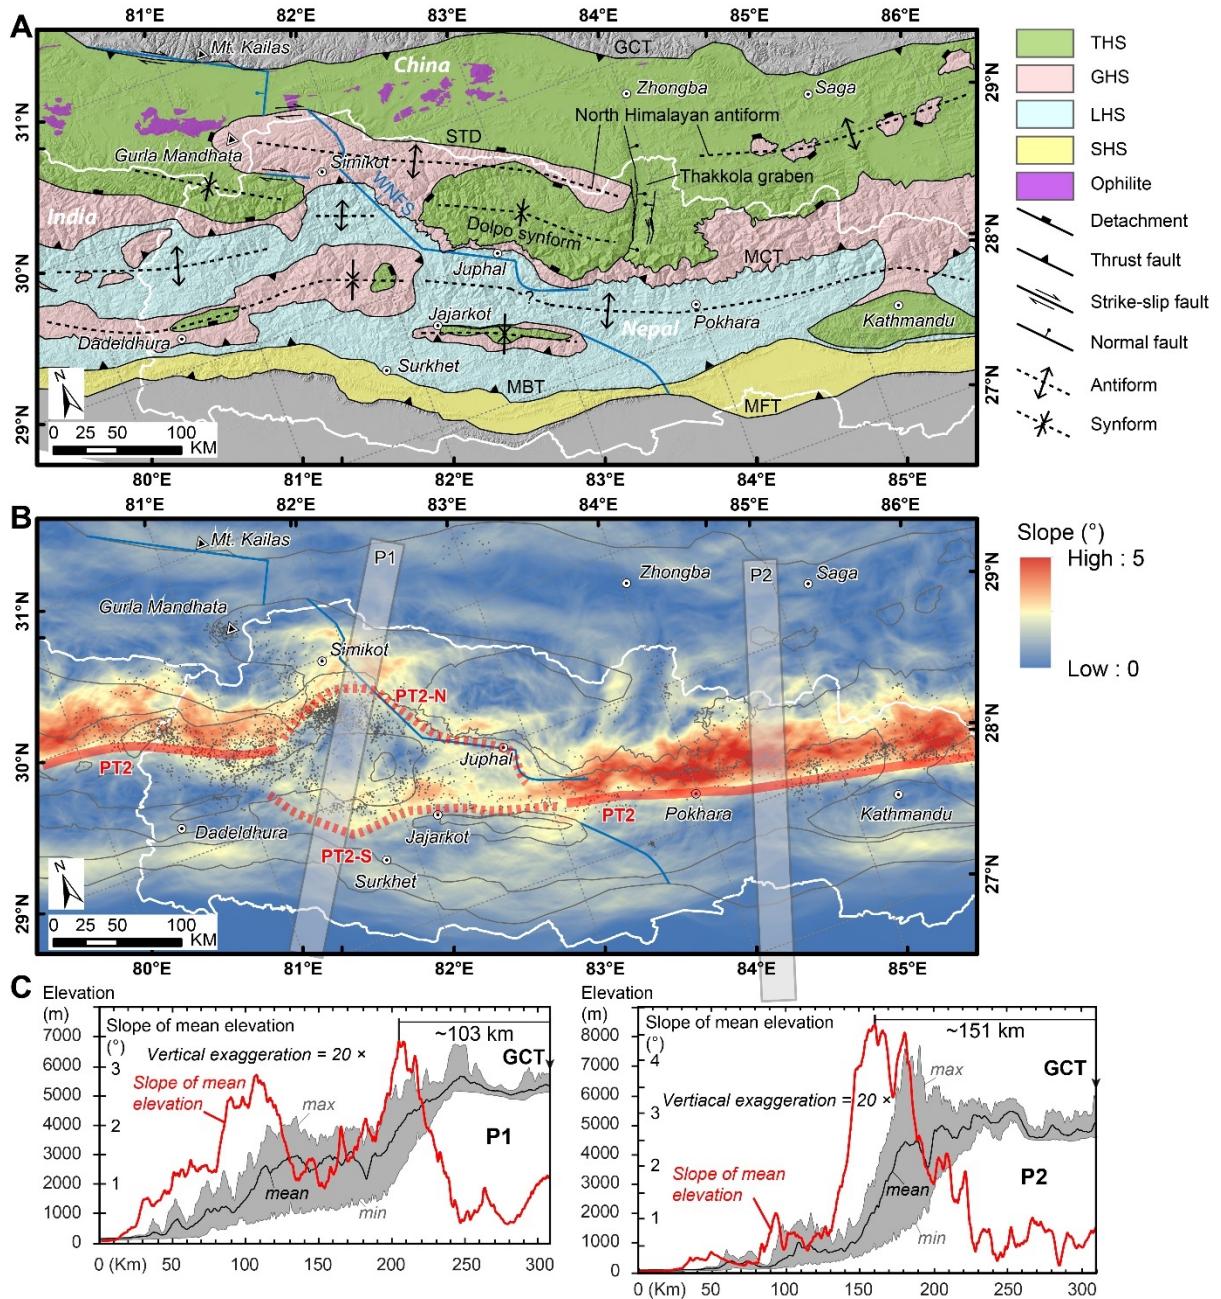 A
81°E
82°E
83°E
84°E
85°E
86°E
Mt. Kailas
GCT
China
Zhongba
Saga
29°N
31°N
North Himalayan antiform
STD
Gurla Mandhata
Simikot
Thakkola graben
WNFS
India
Dolpo synform
28°N
30°N
Juphal
MCT
?
Jajarkot
Nepal
Pokhara
Kathmandu
Dadeldhura
Surkhet
MBT
27°N
MFT
29°N
N
0 25 50 100
KM
80°E
81°E
82°E
83°E
84°E
85°E
THS
GHS
LHS
SHS
Ophilite
Detachment
Thrust fault
Strike-slip fault
Normal fault
Antiform
Synform
B
81°E
82°E
83°E
84°E
85°E
86°E
Mt. Kailas
P1
Zhongba
P2
Saga
29°N
Gurla Mandhata
31°N
Simikot
PT2-N
28°N
30°N
Juphal
PT2
Pokhara
PT2
Kathmandu
Dadeldhura
Jajarkot
PT2-S
Surkhet
27°N
29°N
N
0 25 50 100
KM
80°E
81°E
82°E
83°E
84°E
85°E
Slope (°)
High : 5
Low : 0
C
Elevation
(m)
7000
6000
5000
4000
3000
2000
1000
0
Slope of mean elevation
(°)
3
2
1
Vertical exaggeration = 20 ×
~103 km
GCT
Slope of mean
elevation
max
P1
mean
min
0 (Km) 50 100 150 200 250 300
Elevation
(m)
8000
7000
6000
5000
4000
3000
2000
1000
0
Slope of mean elevation
(°)
4
3
2
1
~151 km
GCT
max
Vertiacal exaggeration = 20 ×
Slope of mean
elevation
mean
P2
min
0 (Km) 50 100 150 200 250 300